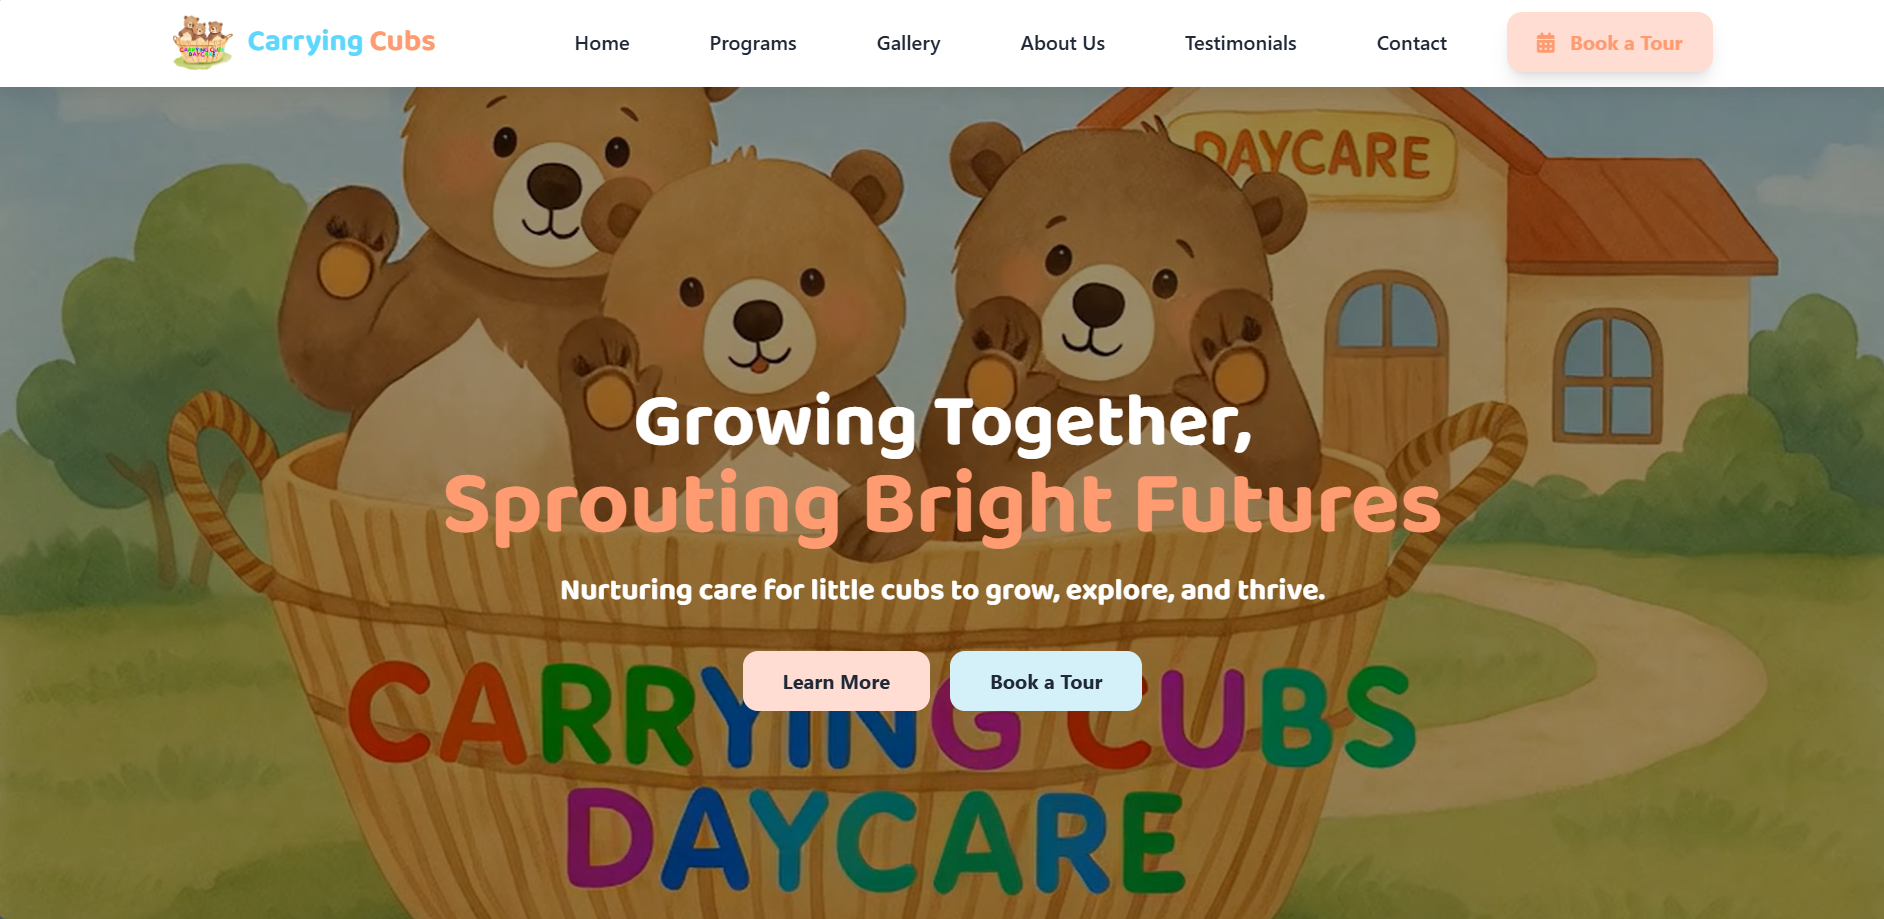 Carrying Cubs
Home
Programs
Gallery
About Us
Testimonials
Contact
Book a Tour
DAYCARE
Growing Together,
Sprouting Bright Futures
Nurturing care for little cubs to grow, explore, and thrive.
Learn More
Book a Tour
CARRYING CUBS
DAYCARE